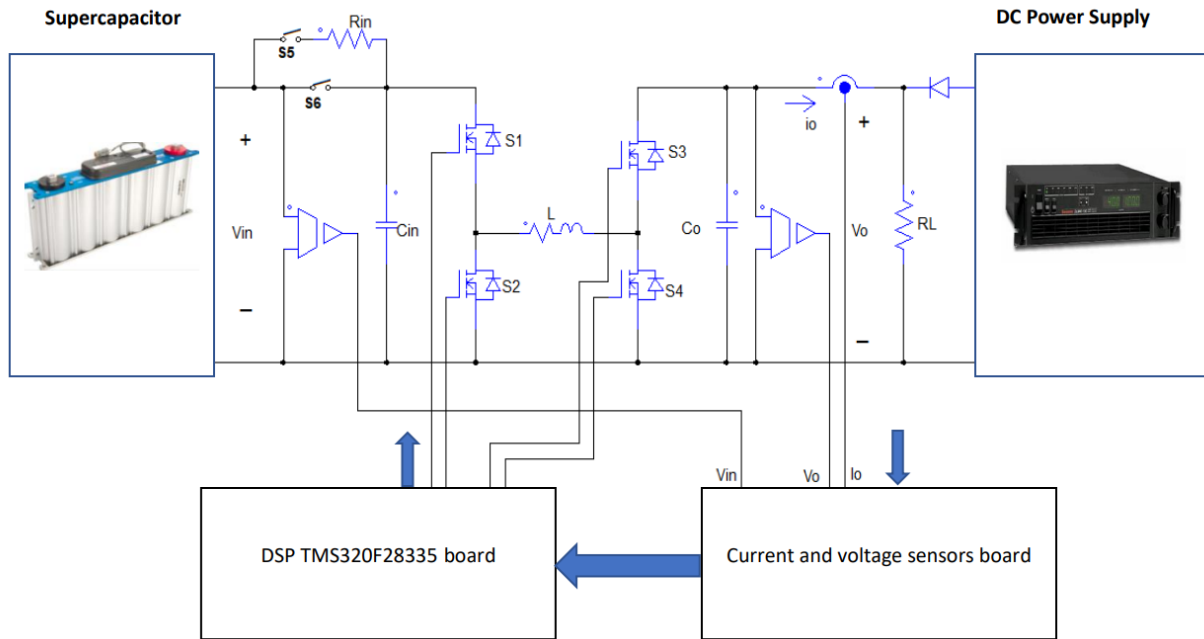 Supercapacitor
DC Power Supply
Rin
S5
S6
+
Vin
−
Cin
S1
S2
L
S3
S4
Co
io
+
Vo
−
RL
Vin
Vo
Io
DSP TMS320F28335 board
Current and voltage sensors board